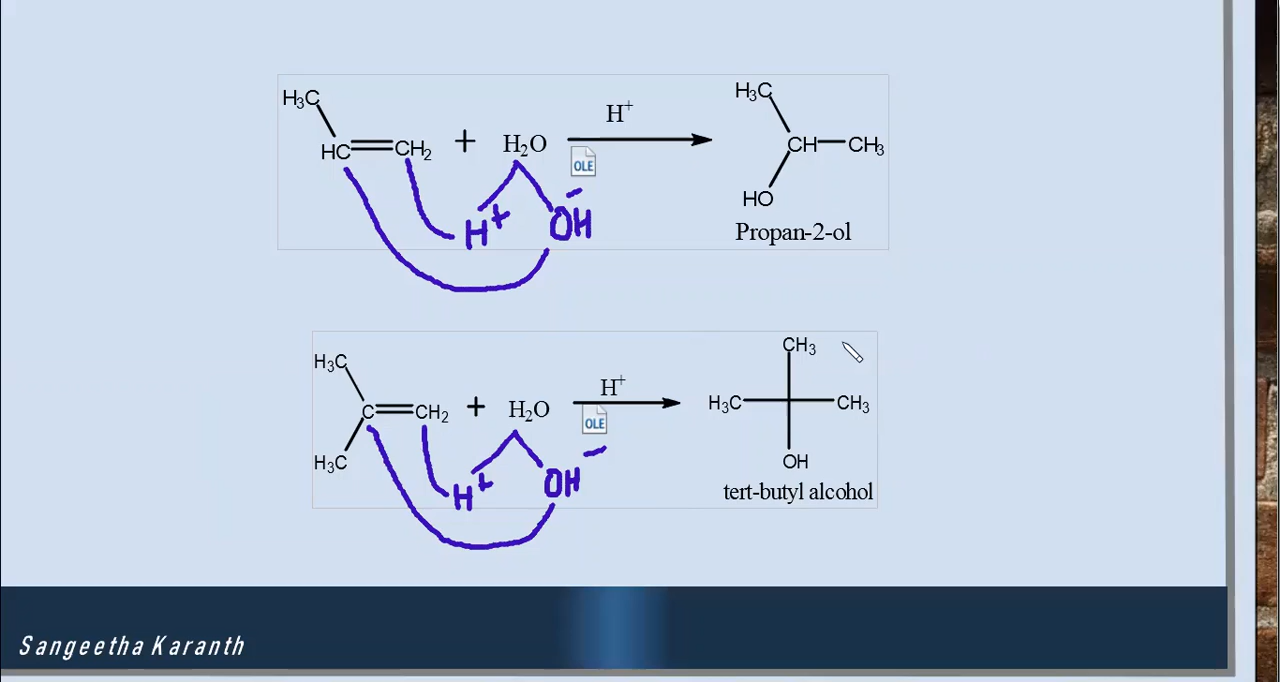 H₃C
HC=CH₂ + H₂O H⁺ OLE
H⁺ OH⁻
H₃C
CH—CH₃
HO
Propan-2-ol
H₃C
C=CH₂ + H₂O H⁺ OLE
H₃C
H⁺ OH⁻
CH₃
H₃C CH₃
OH
tert-butyl alcohol
Sangeetha Karanth